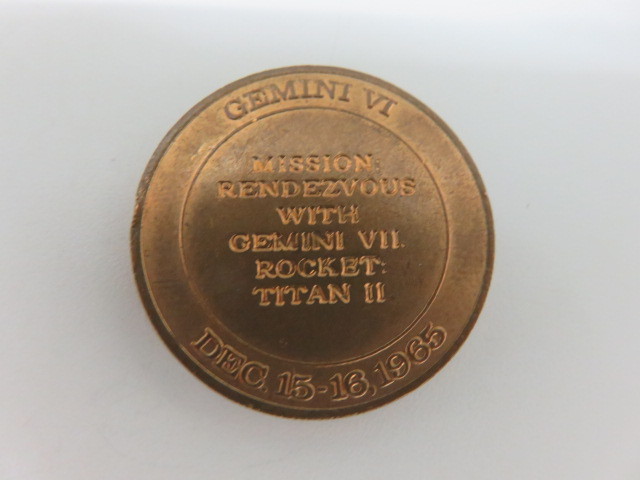 GEMINI VI
MISSION:
RENDEZVOUS
WITH
GEMINI VII.
ROCKET:
TITAN II
DEC. 15-16, 1965